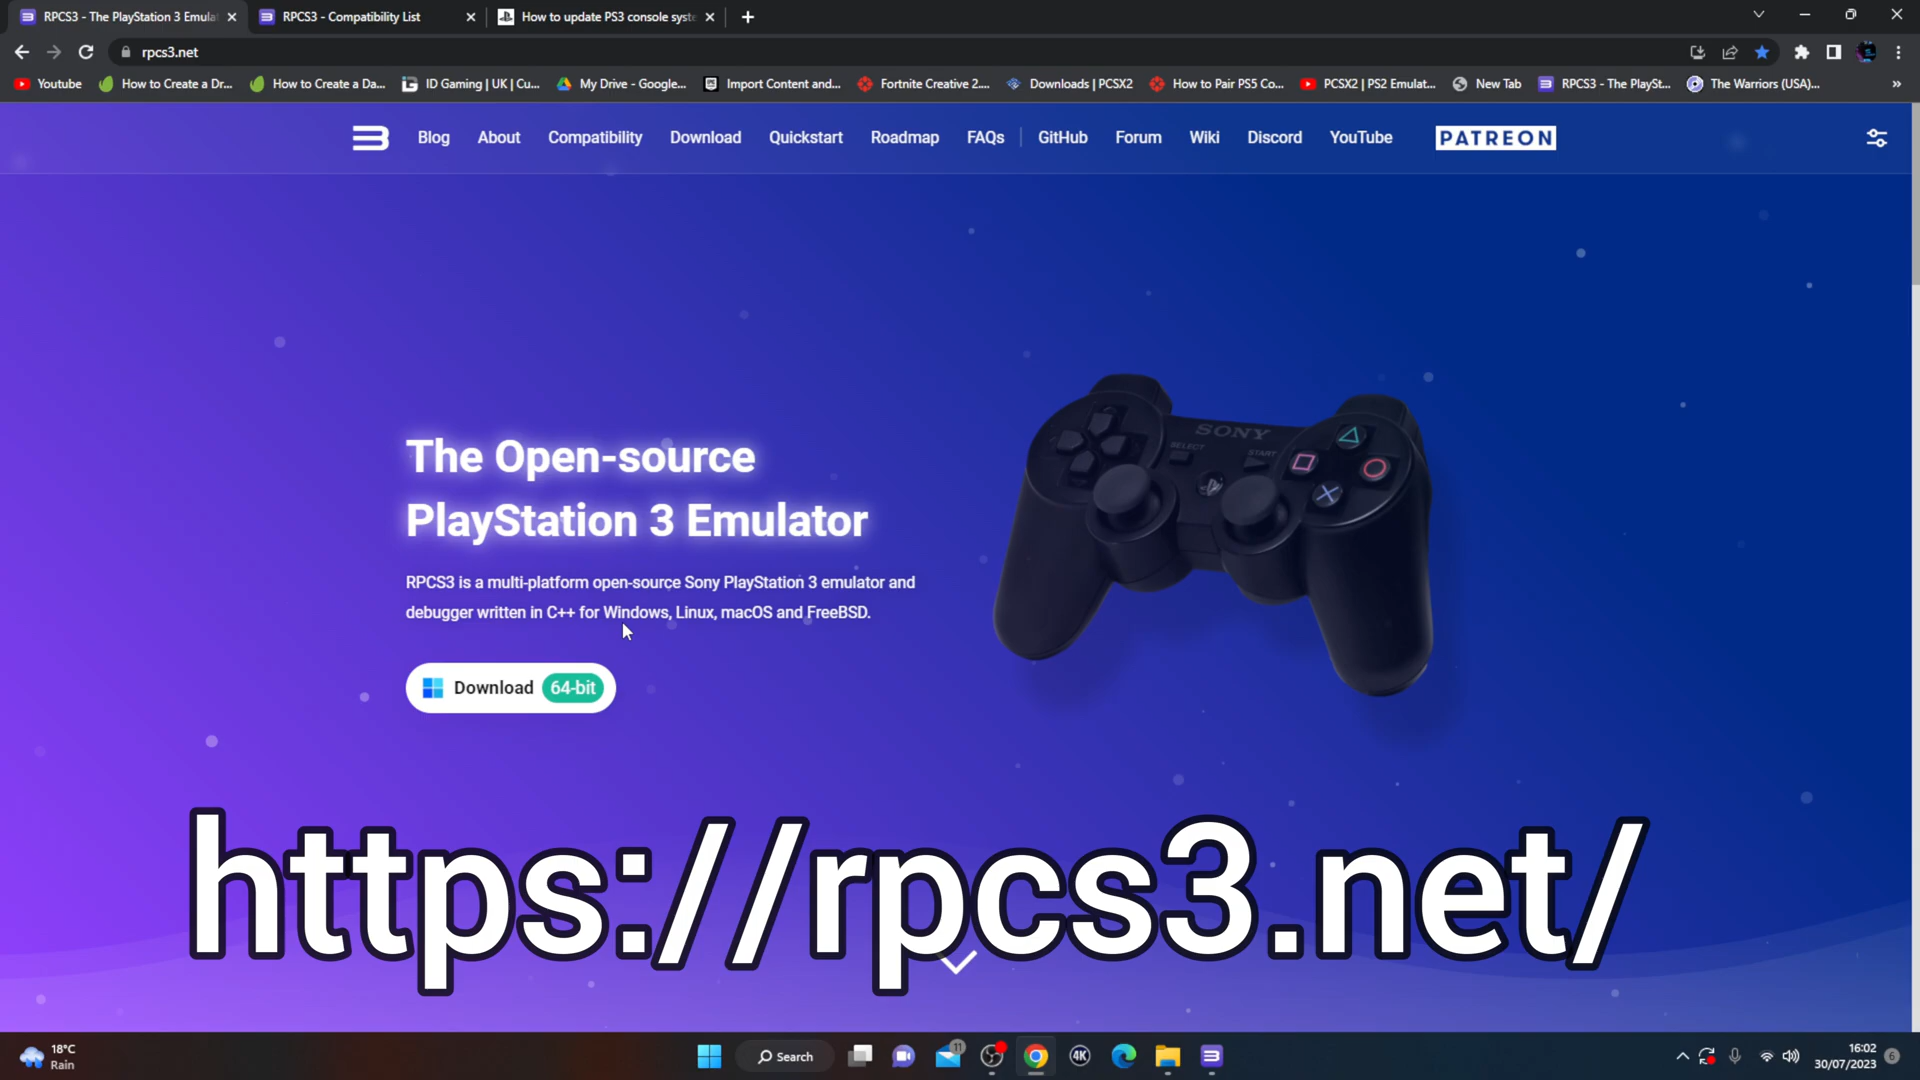 RPCS3 - The PlayStation 3 Emula
RPCS3 - Compatibility List
How to update PS3 console syste
rpcs3.net
Youtube
How to Create a Dr...
How to Create a Da...
ID Gaming | UK | Cu...
My Drive - Google...
Import Content and...
Fortnite Creative 2....
Downloads | PCSX2
How to Pair PS5 Co...
PCSX2 | PS2 Emulat...
New Tab
RPCS3 - The PlaySt...
The Warriors (USA)...
Blog About Compatibility Download Quickstart Roadmap FAQs GitHub Forum Wiki Discord YouTube PATREON
SONY
SELECT
START
The Open-source
PlayStation 3 Emulator
RPCS3 is a multi-platform open-source Sony PlayStation 3 emulator and
debugger written in C++ for Windows, Linux, macOS and FreeBSD.
Download 64-bit
https://rpcs3.net/
18°C
Rain
Search
11
4K
16:02
30/07/2023
6